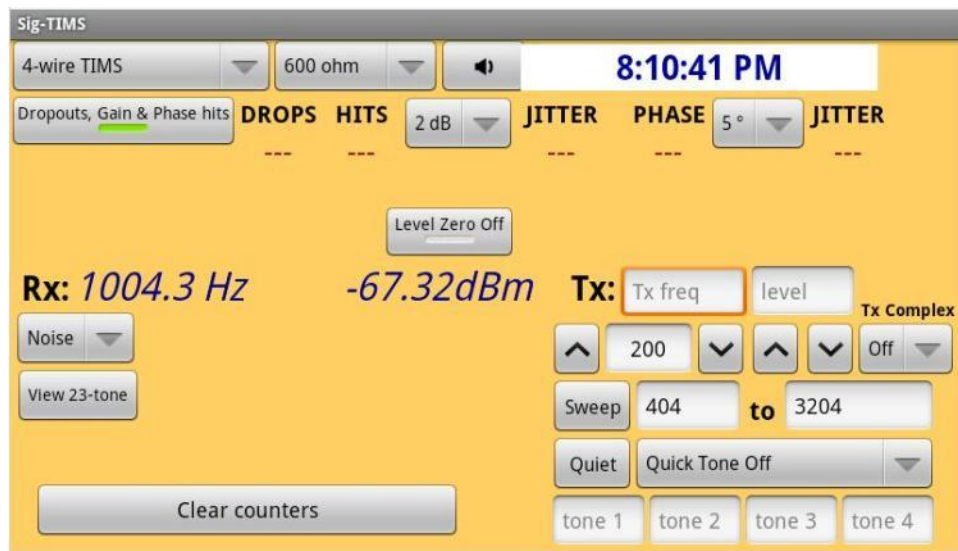 Sig-TIMS
4-wire TIMS 600 ohm 8:10:41 PM
Dropouts, Gain & Phase hits DROPS HITS 2 dB JITTER PHASE 5° JITTER
--- --- --- --- ---
Level Zero Off
Rx: 1004.3 Hz -67.32dBm Tx: Tx freq level
Tx Complex
Noise 200 Off
View 23-tone Sweep 404 to 3204
Quiet Quick Tone Off
Clear counters tone 1 tone 2 tone 3 tone 4